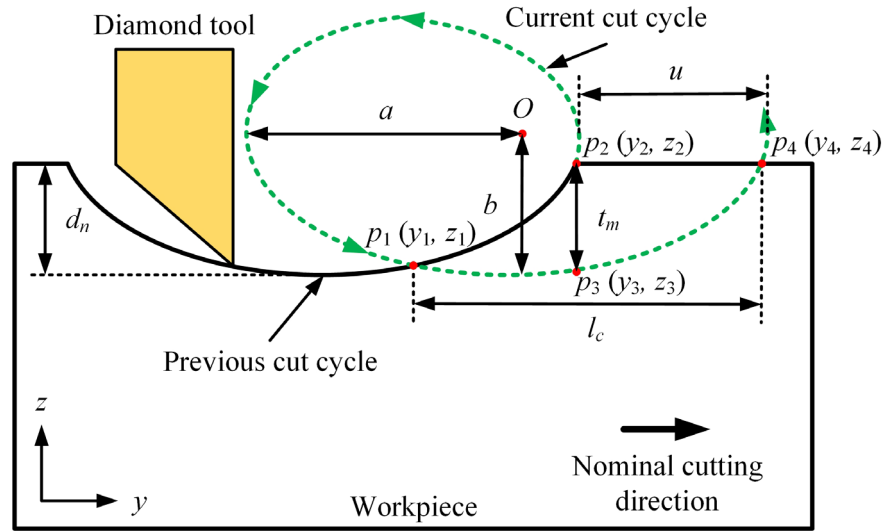 Diamond tool
Current cut cycle
u
a
O
p2 (y2, z2)
p4 (y4, z4)
dn
b
tm
p1 (y1, z1)
p3 (y3, z3)
lc
Previous cut cycle
z
y
Nominal cutting
direction
Workpiece